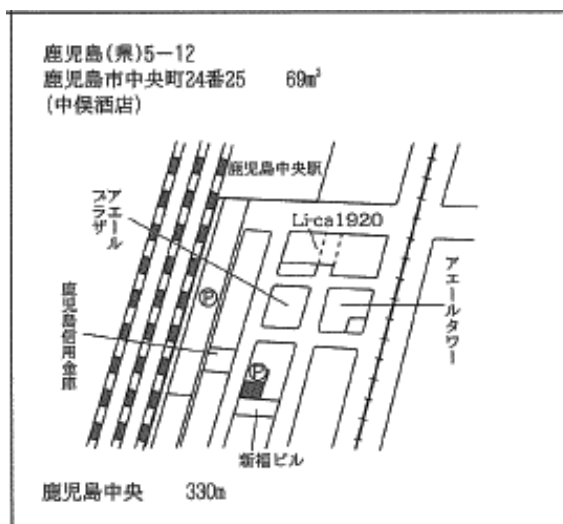 鹿児島(県)5-12
鹿児島市中央町24番25 69㎡
(中俣酒店)
鹿児島中央駅
アエールプラザ
Li-ca1920
アエールタワー
鹿児島信用金庫
Ⓟ
Ⓟ
新福ビル
鹿児島中央 330m